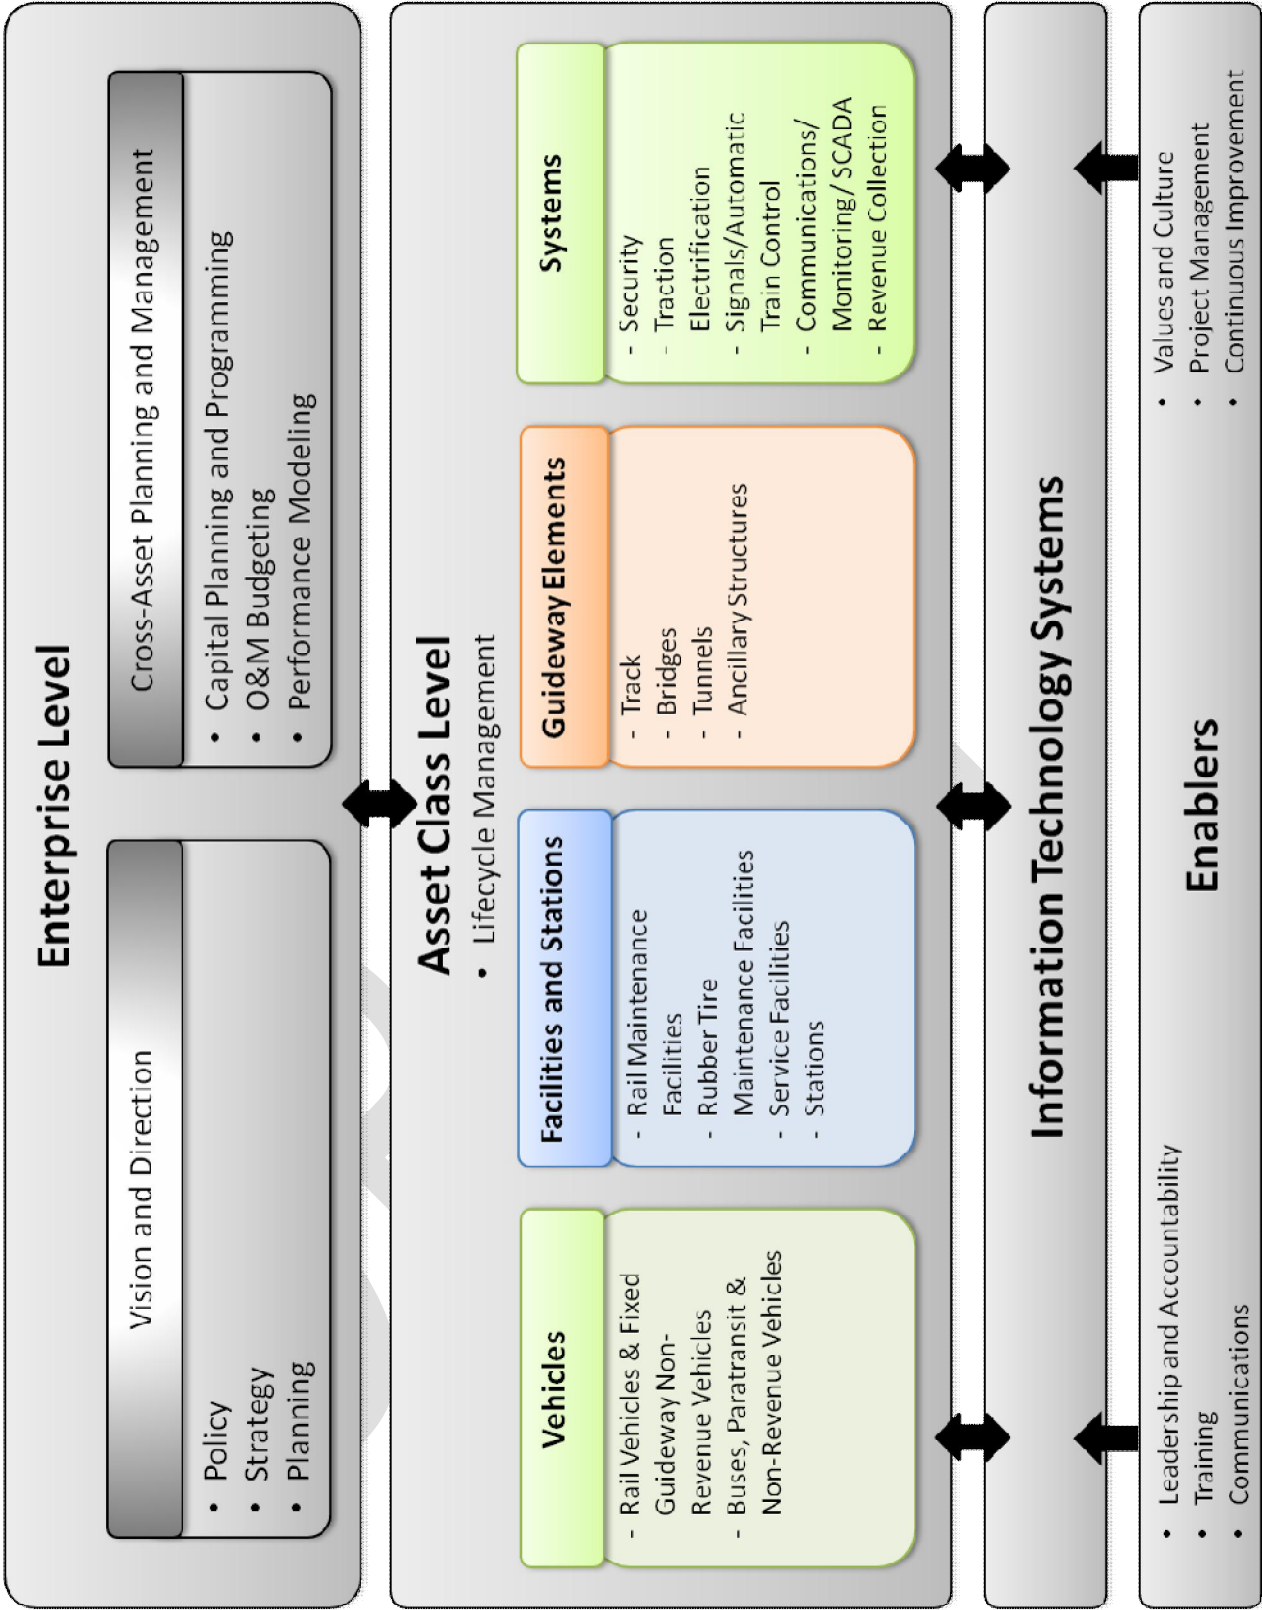 Enterprise Level
Vision and Direction
• Policy
• Strategy
• Planning
Cross-Asset Planning and Management
• Capital Planning and Programming
• O&M Budgeting
• Performance Modeling
Asset Class Level
• Lifecycle Management
Vehicles
- Rail Vehicles & Fixed
Guideway Non-
Revenue Vehicles
- Buses, Paratransit &
Non-Revenue Vehicles
Facilities and Stations
- Rail Maintenance
Facilities
- Rubber Tire
Maintenance Facilities
- Service Facilities
- Stations
Guideway Elements
- Track
- Bridges
- Tunnels
- Ancillary Structures
Systems
- Security
- Traction
Electrification
- Signals/Automatic
Train Control
- Communications/
Monitoring/ SCADA
- Revenue Collection
Information Technology Systems
Enablers
• Leadership and Accountability
• Training
• Communications
• Values and Culture
• Project Management
• Continuous Improvement